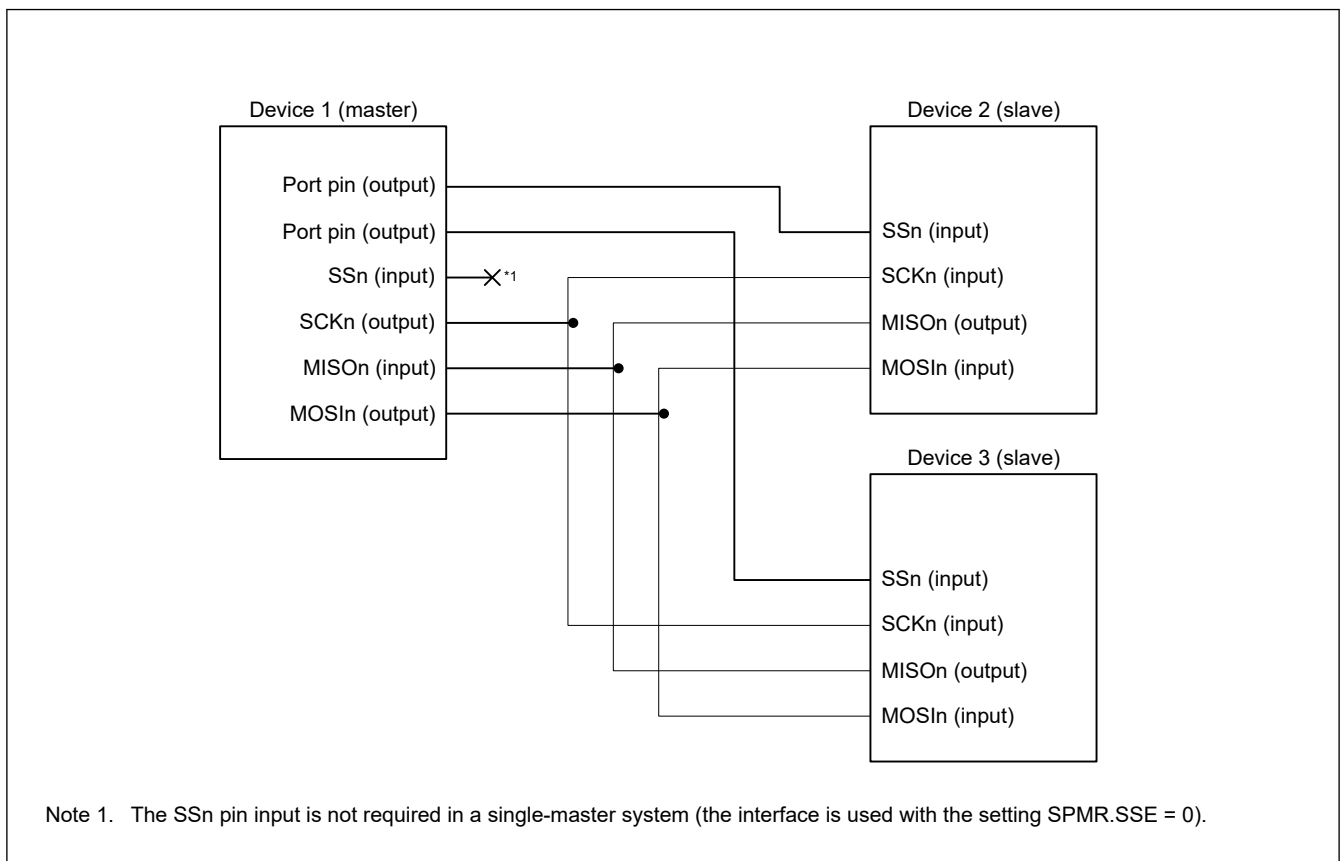 Device 1 (master)
Port pin (output)
Port pin (output)
SSn (input)
*1
SCKn (output)
MISOn (input)
MOSIn (output)
Device 2 (slave)
SSn (input)
SCKn (input)
MISOn (output)
MOSIn (input)
Device 3 (slave)
SSn (input)
SCKn (input)
MISOn (output)
MOSIn (input)
Note 1. The SSn pin input is not required in a single-master system (the interface is used with the setting SPMR.SSE = 0).